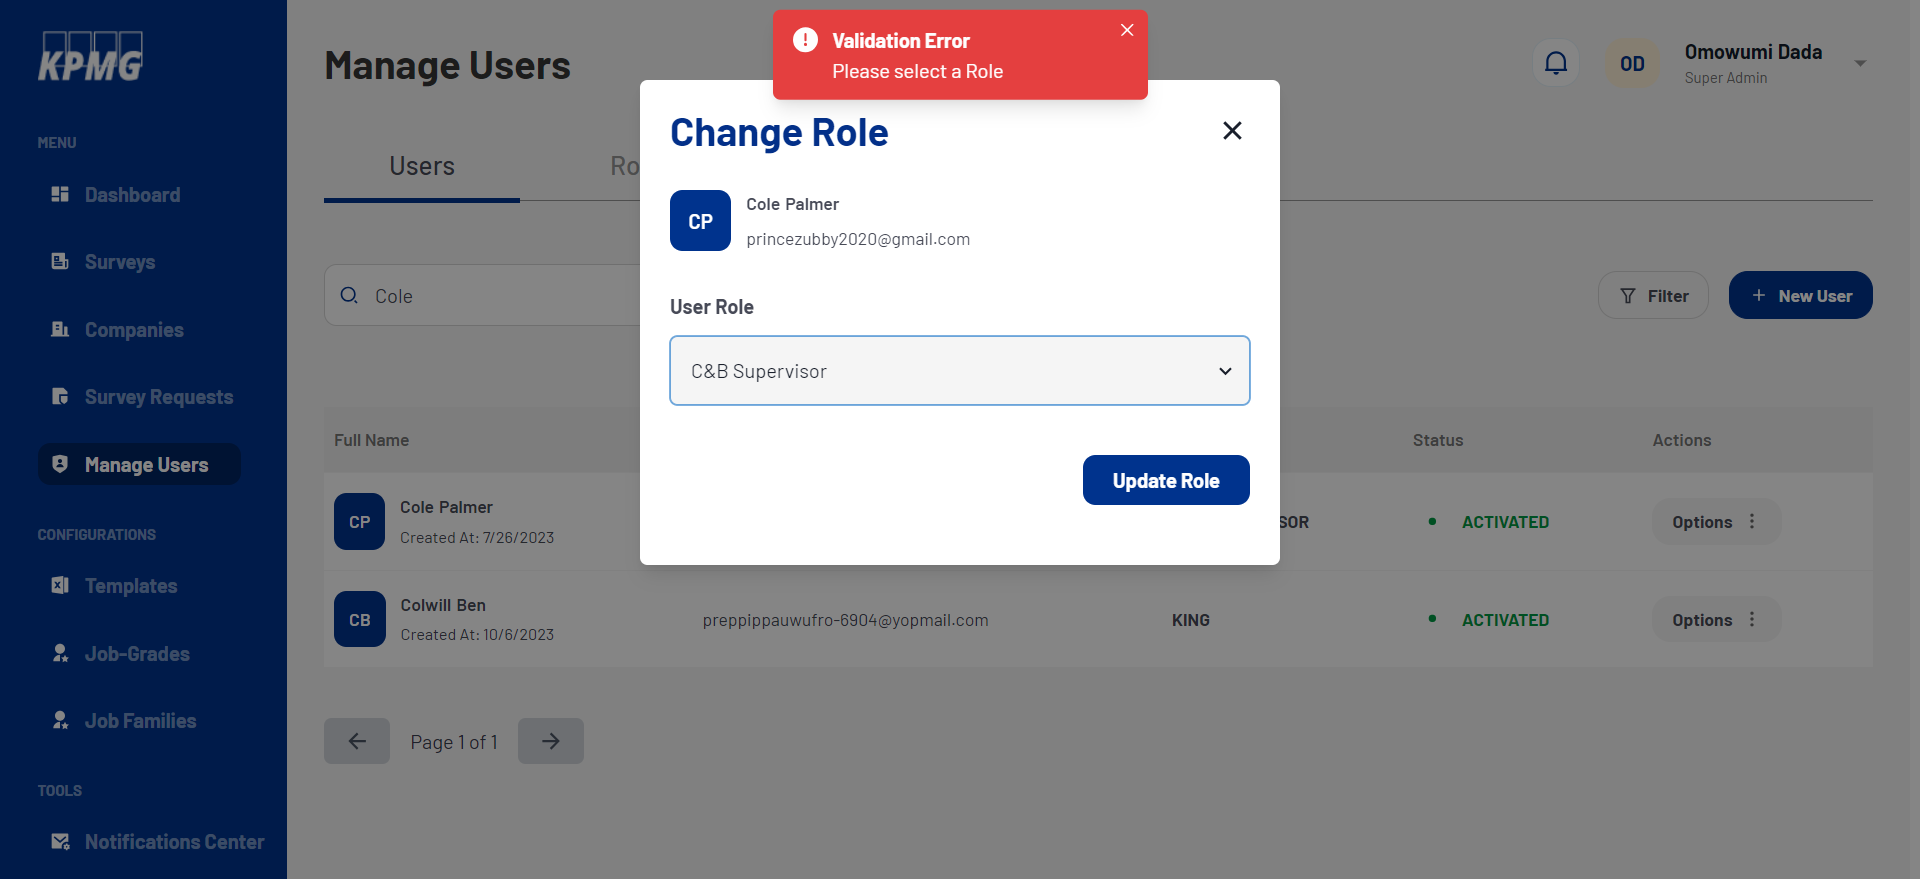 KPMG
MENU
Dashboard
Surveys
Companies
Survey Requests
Manage Users
CONFIGURATIONS
Templates
Job-Grades
Job Families
TOOLS
Notifications Center
Manage Users
OD
Omowumi Dada
Super Admin
Users
Ro
Cole
Filter
+ New User
Full Name
Status
Actions
CP
Cole Palmer
Created At: 7/26/2023
SOR
ACTIVATED
Options
CB
Colwill Ben
Created At: 10/6/2023
preppippauwufro-6904@yopmail.com
KING
ACTIVATED
Options
Page 1 of 1
Validation Error
Please select a Role
Change Role
CP
Cole Palmer
princezubby2020@gmail.com
User Role
C&B Supervisor
Update Role